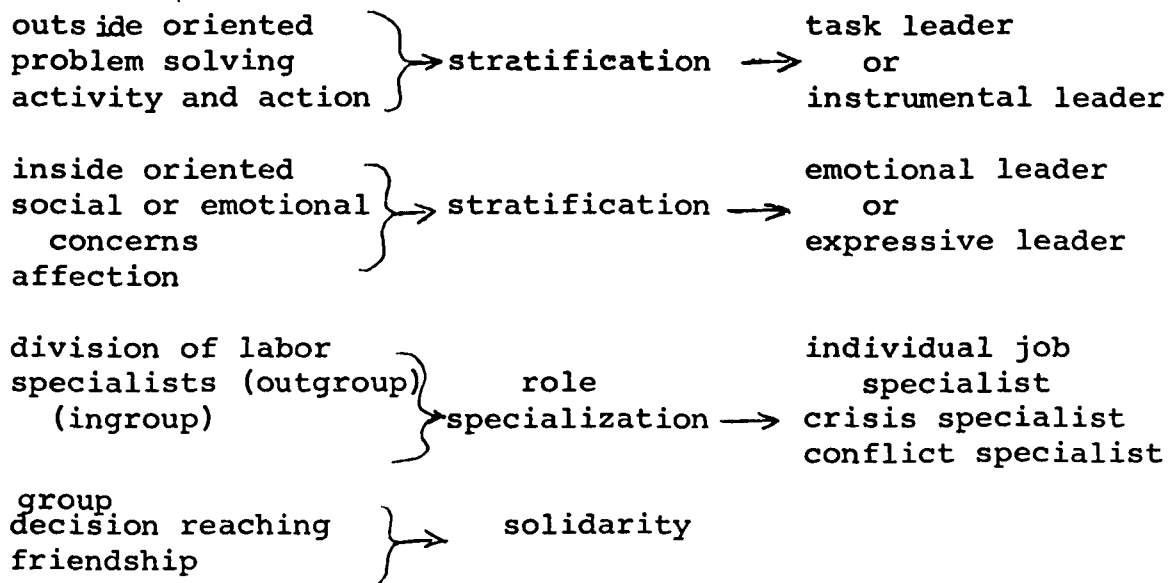 outside oriented
problem solving
activity and action
stratification
task leader
or
instrumental leader
inside oriented
social or emotional
concerns
affection
stratification
emotional leader
or
expressive leader
division of labor
specialists (outgroup)
(ingroup)
role
specialization
individual job
specialist
crisis specialist
conflict specialist
group
decision reaching
friendship
solidarity